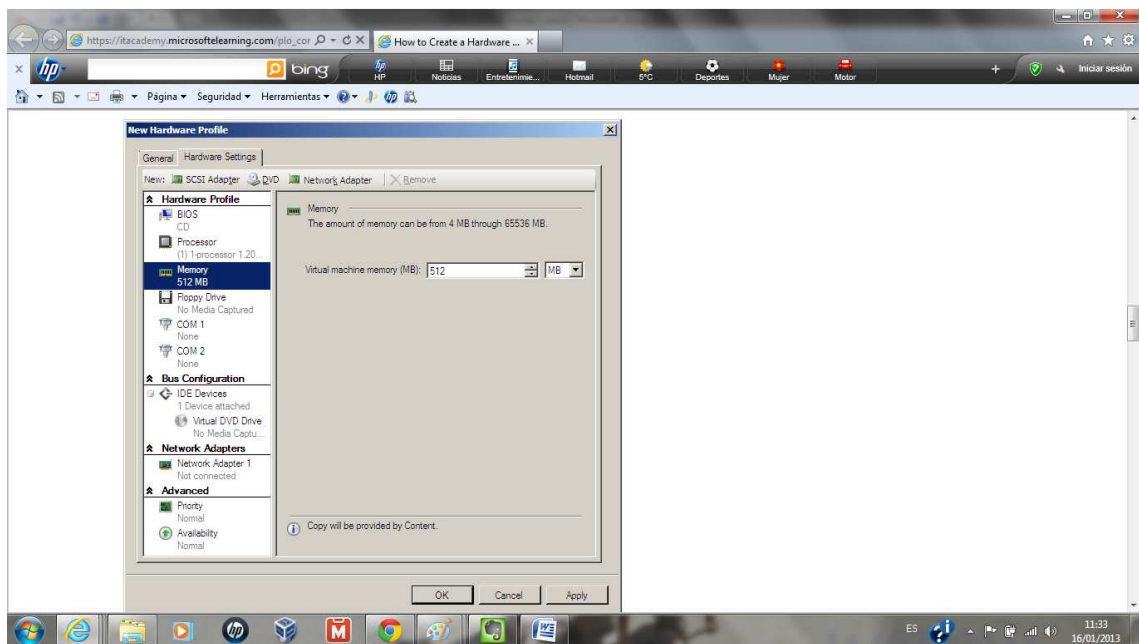 https://itacademy.microsoftelearning.com/plo_cor
How to Create a Hardware ...
hp
bing
HP
Noticias
Entretenimie...
Hotmail
5°C
Deportes
Mujer
Motor
Iniciar sesión
Página
Seguridad
Herramientas
New Hardware Profile
General
Hardware Settings
New: SCSI Adapter DVD Network Adapter Remove
Hardware Profile
BIOS
CD
Processor
(1) 1-processor 1.20...
Memory
512 MB
Floppy Drive
No Media Captured
COM 1
None
COM 2
None
Bus Configuration
IDE Devices
1 Device attached
Virtual DVD Drive
No Media Captu...
Network Adapters
Network Adapter 1
Not connected
Advanced
Priority
Normal
Availability
Normal
Memory
The amount of memory can be from 4 MB through 65536 MB.
Virtual machine memory (MB): 512 MB
Copy will be provided by Content.
OK Cancel Apply
ES
11:33
16/01/2013